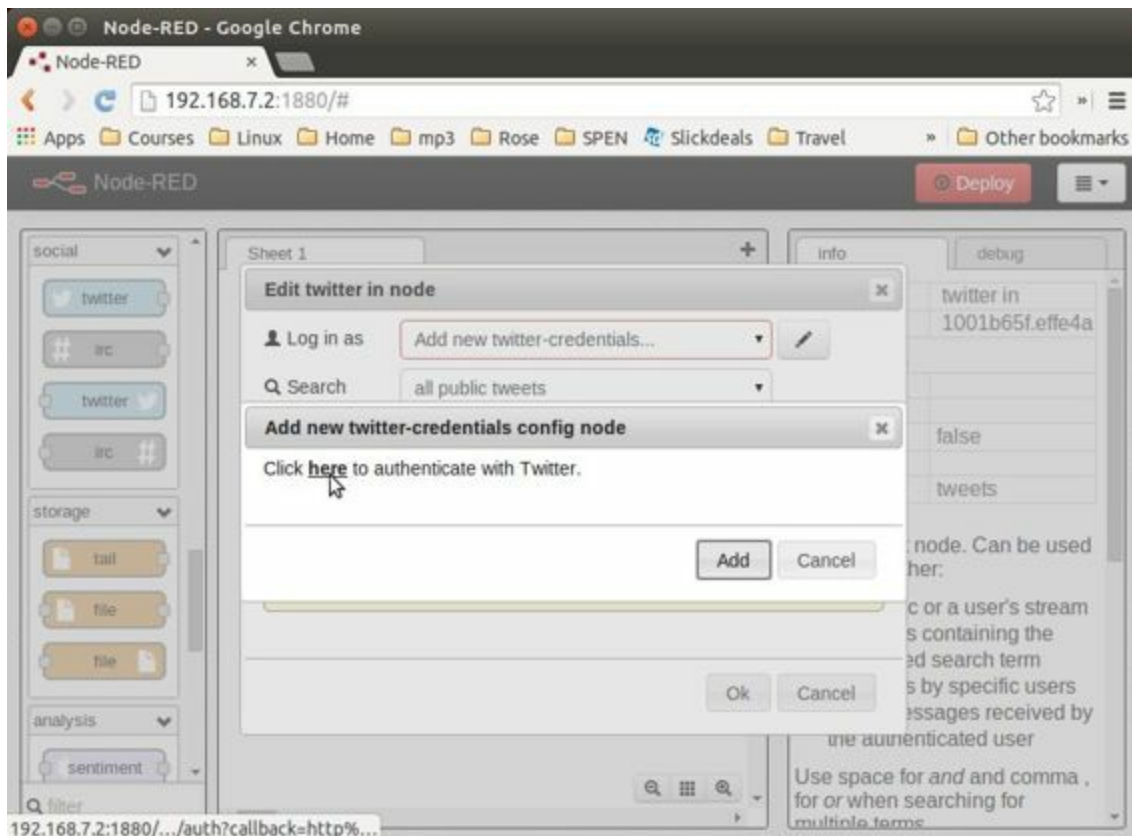 Node-RED - Google Chrome
Node-RED
192.168.7.2:1880/#
Apps Courses Linux Home mp3 Rose SPEN Slickdeals Travel » Other bookmarks
Node-RED
Deploy
social
twitter
irc
twitter
irc
storage
tail
file
file
analysis
sentiment
filter
Sheet 1
Edit twitter in node
Log in as
Add new twitter-credentials...
Search
all public tweets
Add new twitter-credentials config node
Click here to authenticate with Twitter.
Add
Cancel
Ok
Cancel
info
debug
twitter in
1001b65f.effe4a
false
tweets
node. Can be used
her:
c or a user's stream
s containing the
ed search term
s by specific users
essages received by
the authenticated user
Use space for and and comma ,
for or when searching for
multiple terms.
192.168.7.2:1880/.../auth?callback=http%...